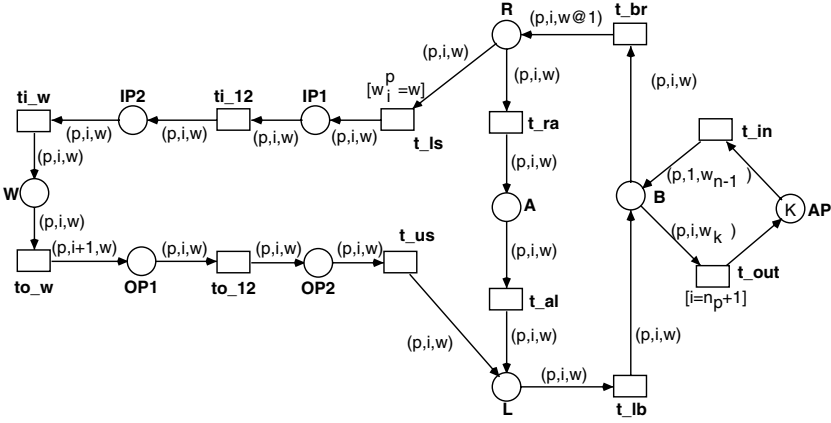 R
(p,i,w@1)
t_br
(p,i,w)
(p,i,w)
(p,i,w)
[w_i^p =w]
ti_w
IP2
ti_12
IP1
t_ls
t_ra
t_in
(p,i,w)
(p,i,w)
(p,i,w)
(p,i,w)
(p,i,w)
(p,i,w)
(p,1,w_{n-1} )
W
A
B
K
AP
(p,i,w)
(p,i,w)
(p,i,w_k )
t_us
(p,i+1,w)
(p,i,w)
(p,i,w)
(p,i,w)
to_w
OP1
to_12
OP2
t_al
t_out
[i=n_p+1]
(p,i,w)
(p,i,w)
(p,i,w)
(p,i,w)
L
t_lb